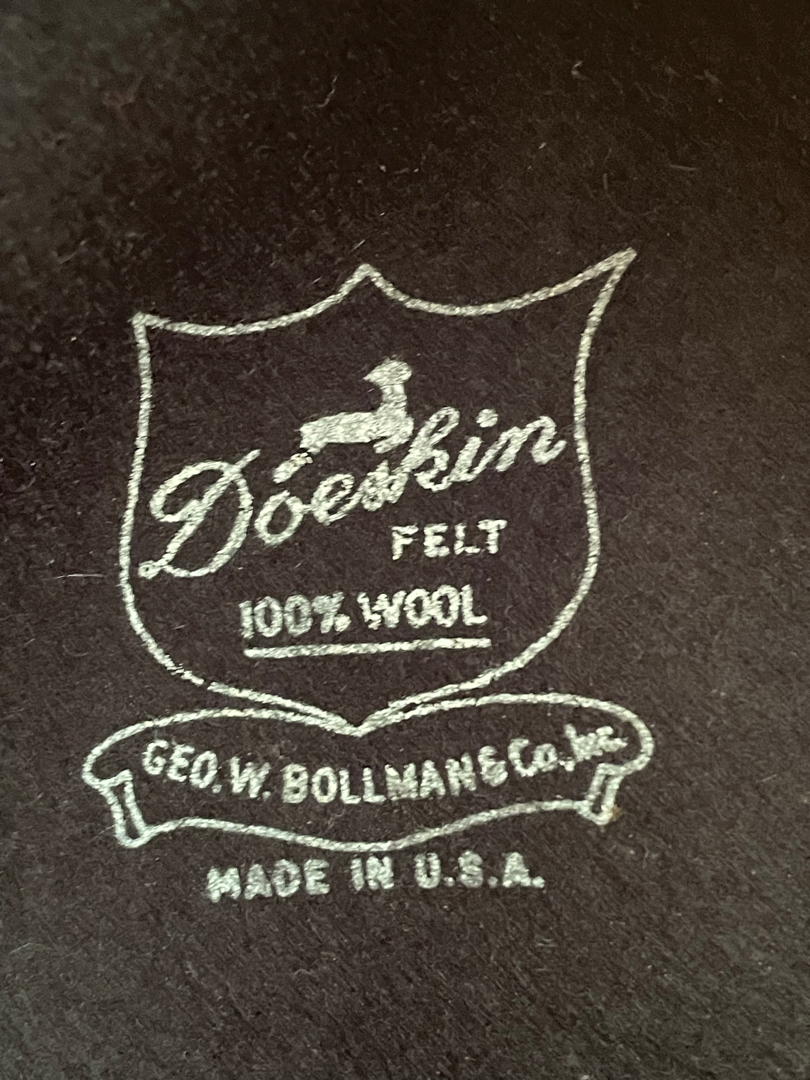 Doeskin
FELT
100% WOOL
GEO. W. BOLLMAN & Co., Inc.
MADE IN U.S.A.